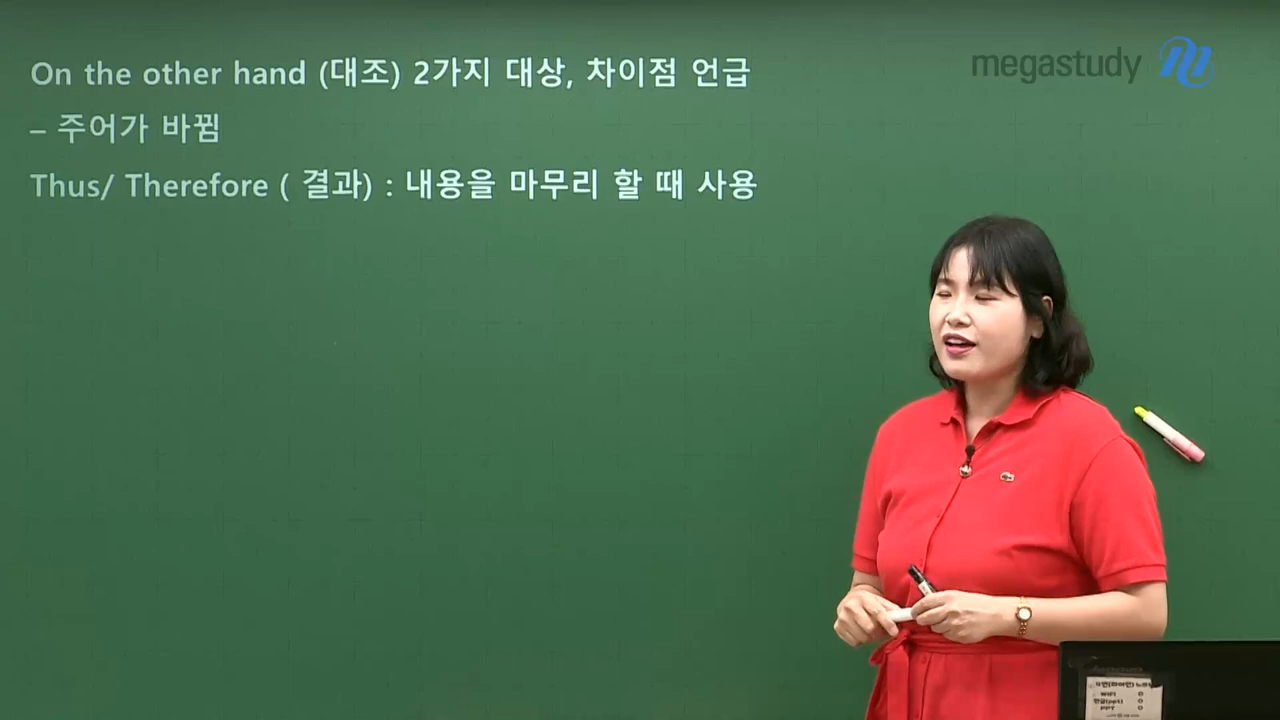 On the other hand (대조) 2가지 대상, 차이점 언급
– 주어가 바뀜
Thus/ Therefore ( 결과) : 내용을 마무리 할 때 사용
megastudy